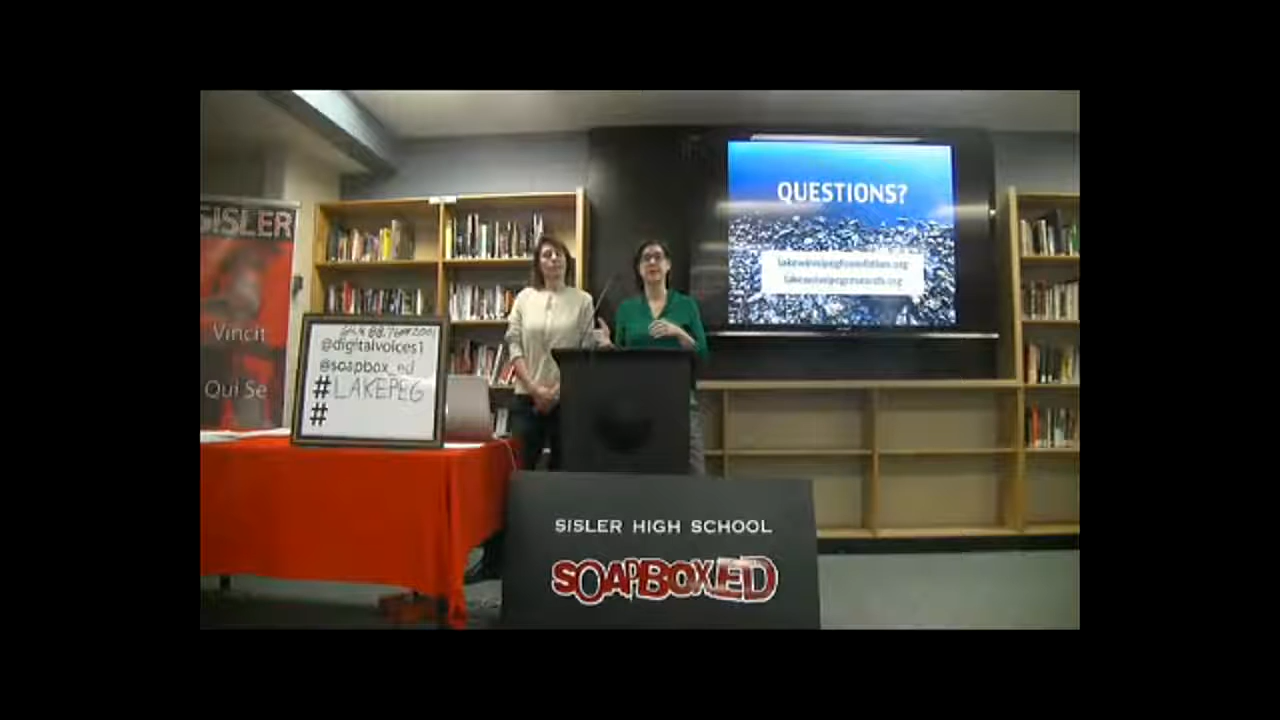 SISLER
Vincit
Qui Se
@digitalvoices1
@soapbox_ed
#LAKEPEG
#
QUESTIONS?
lakewinnipegfoundation.org
SISLER HIGH SCHOOL
SOAPBOXED